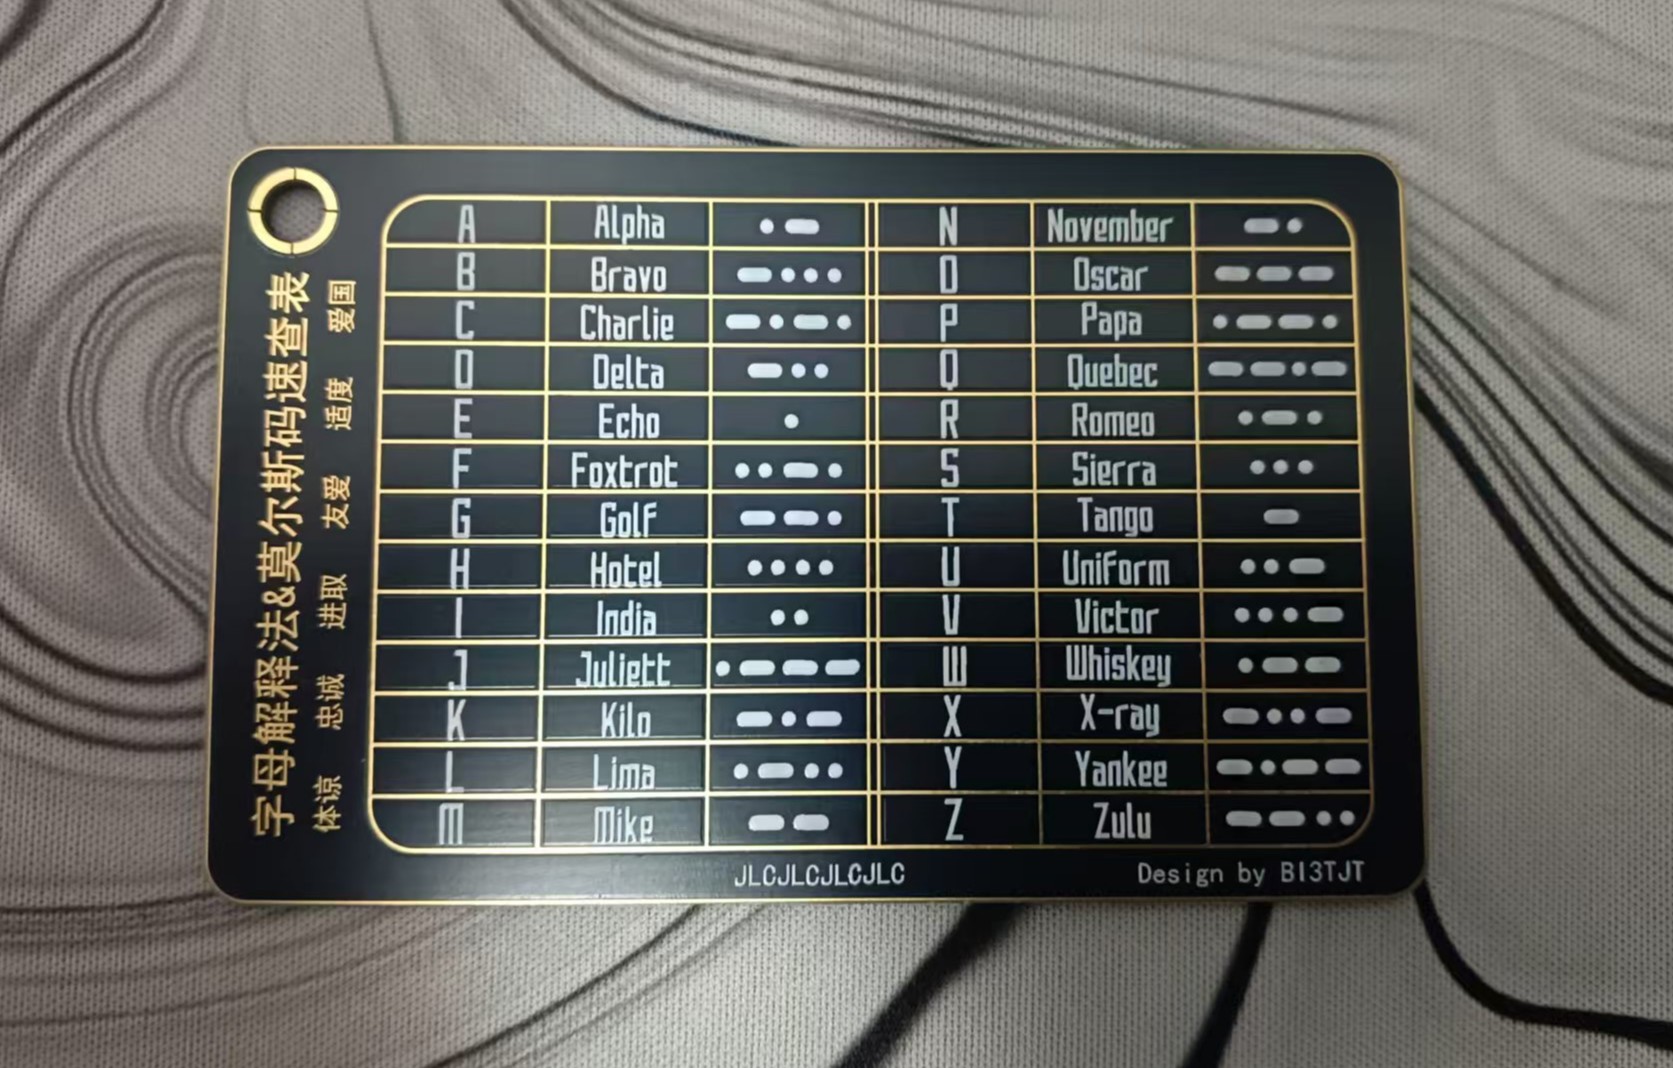 字母解释法&莫尔斯码速查表
体谅 忠诚 进取 友爱 适度 爱国
A Alpha •— N November —•
B Bravo —••• O Oscar ———
C Charlie —•—• P Papa •——•
D Delta —•• Q Quebec ——•—
E Echo • R Romeo •—•
F Foxtrot ••—• S Sierra •••
G Golf ——• T Tango —
H Hotel •••• U Uniform ••—
I India •• V Victor •••—
J Juliett •——— W Whiskey •——
K Kilo —•— X X-ray —••—
L Lima •—•• Y Yankee —•——
M Mike —— Z Zulu ——••
JLCJLCJLCJLC Design by BI3TJT